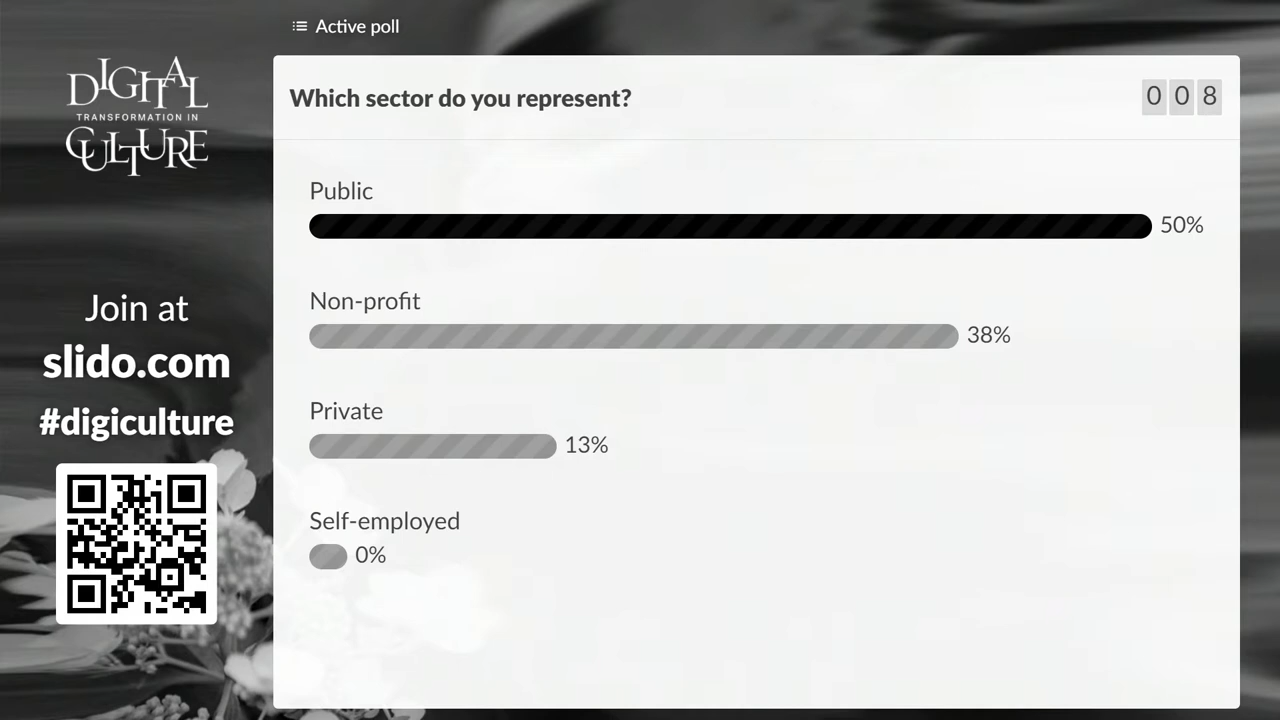 Active poll
DIGITAL
TRANSFORMATION IN
CULTURE
Which sector do you represent?
008
Public
50%
Non-profit
38%
Private
13%
Self-employed
0%
Join at
slido.com
#digiculture